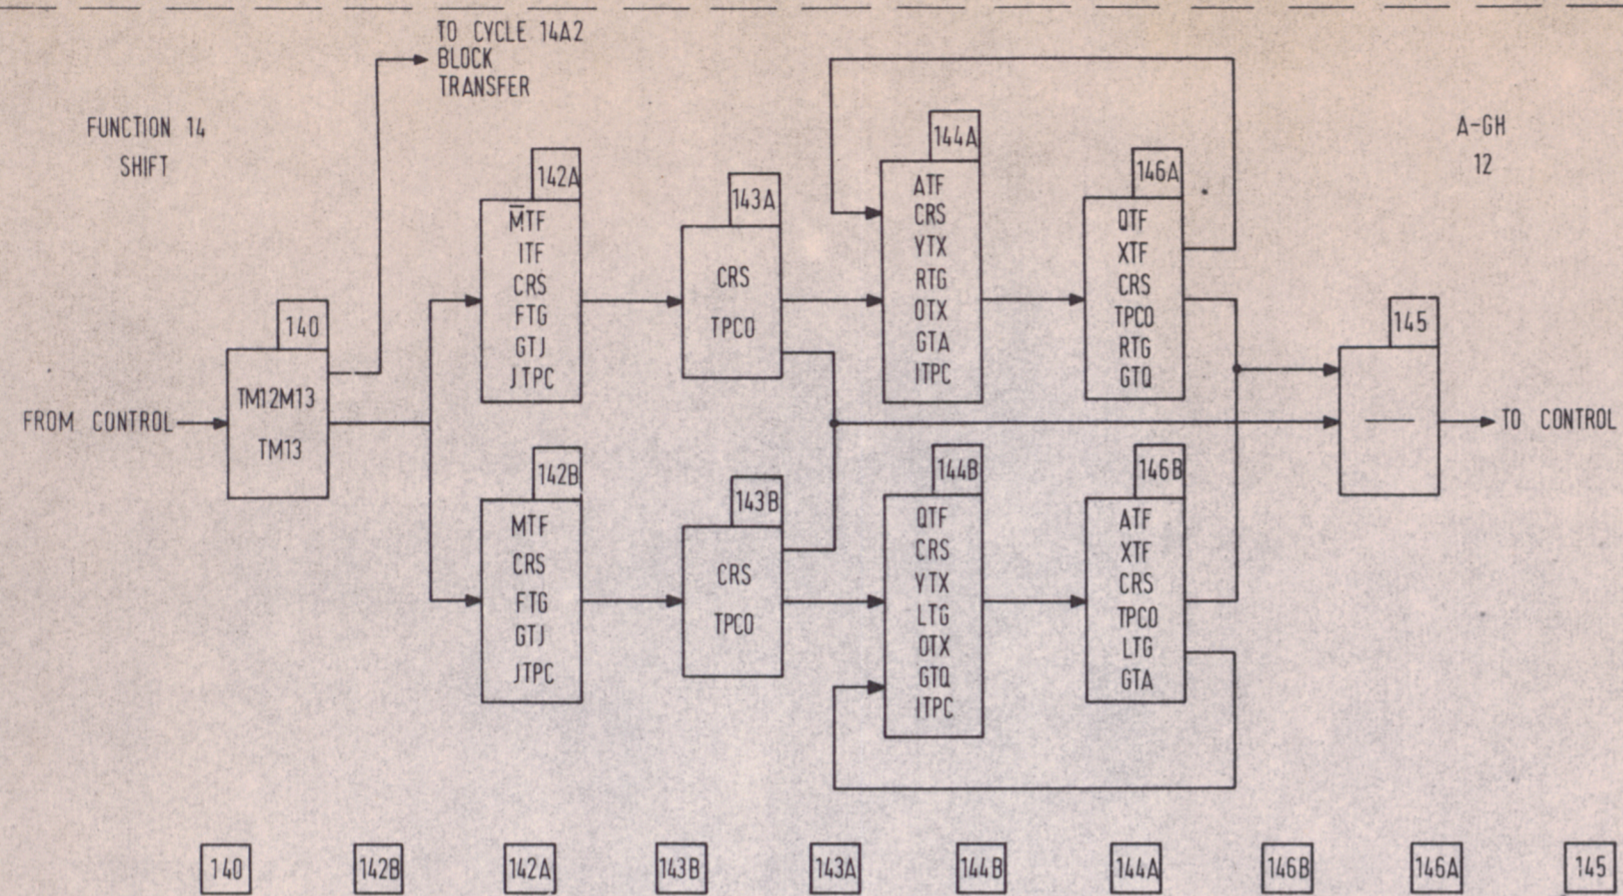 TO CYCLE 14A2
BLOCK
TRANSFER
FUNCTION 14
SHIFT
A-GH
12
FROM CONTROL
140
TM12M13
TM13
142A
M̅TF
ITF
CRS
FTG
GTJ
JTPC
143A
CRS
TPCO
144A
ATF
CRS
YTX
RTG
OTX
GTA
ITPC
146A
QTF
XTF
CRS
TPCO
RTG
GTQ
145
TO CONTROL
142B
MTF
CRS
FTG
GTJ
JTPC
143B
CRS
TPCO
144B
QTF
CRS
YTX
LTG
OTX
GTQ
ITPC
146B
ATF
XTF
CRS
TPCO
LTG
GTA
140 142B 142A 143B 143A 144B 144A 146B 146A 145